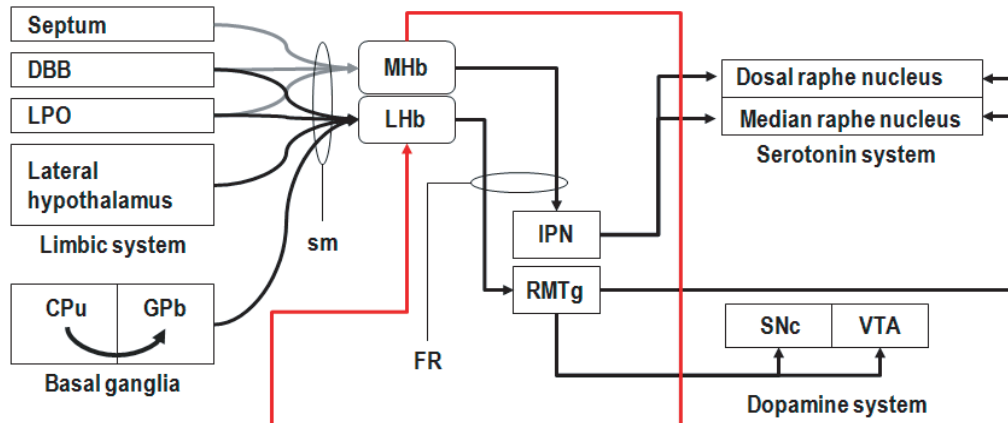 Septum
DBB
LPO
Lateral
hypothalamus
Limbic system
CPu
GPb
Basal ganglia
sm
MHb
LHb
FR
IPN
RMTg
Dosal raphe nucleus
Median raphe nucleus
Serotonin system
SNc
VTA
Dopamine system